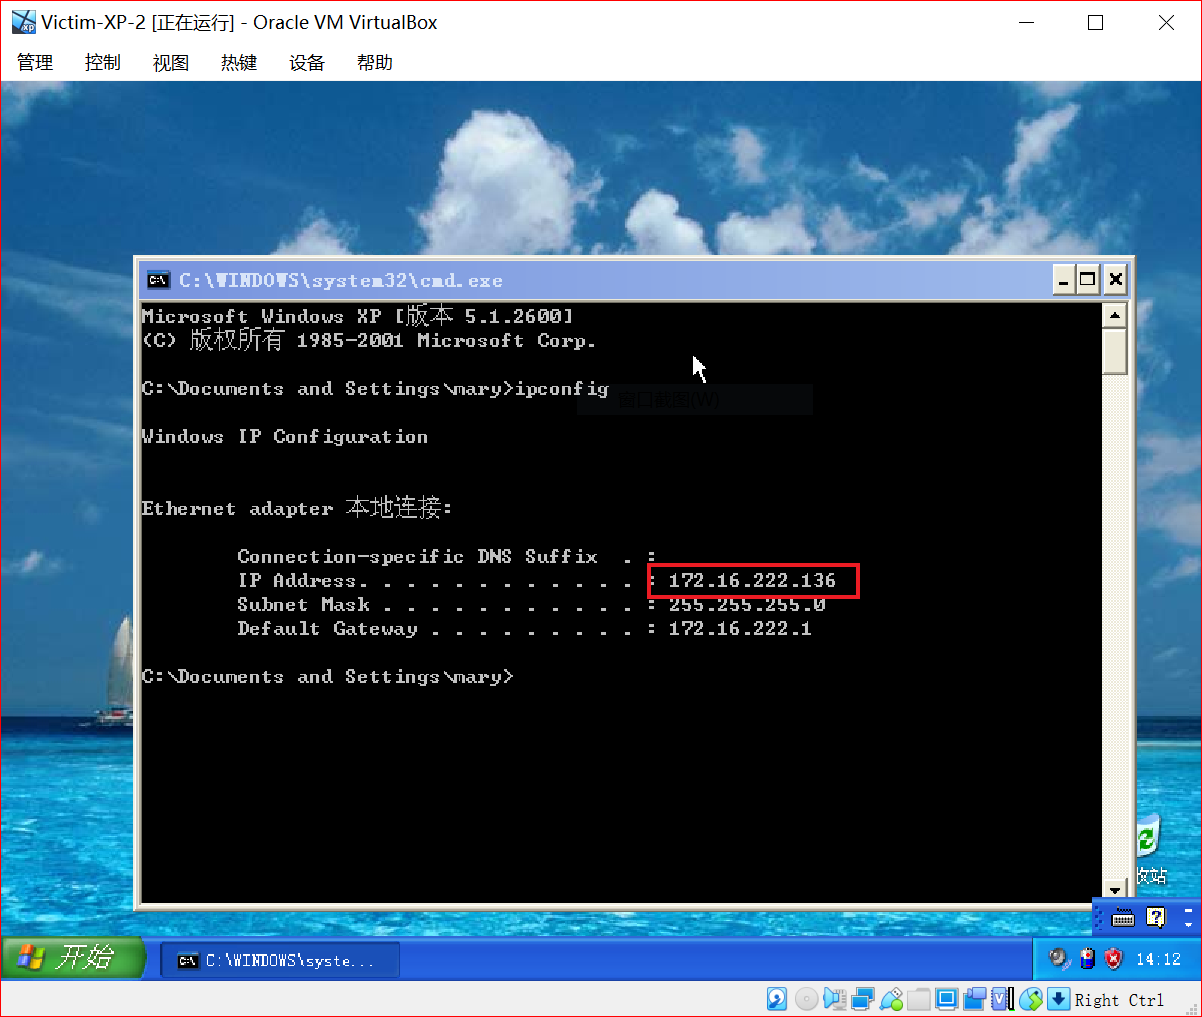 Victim-XP-2 [正在运行] - Oracle VM VirtualBox
管理 控制 视图 热键 设备 帮助
C:\WINDOWS\system32\cmd.exe
Microsoft Windows XP [版本 5.1.2600]
(C) 版权所有 1985-2001 Microsoft Corp.
C:\Documents and Settings\mary>ipconfig
窗口截图(W)
Windows IP Configuration
Ethernet adapter 本地连接:
Connection-specific DNS Suffix  . :
IP Address. . . . . . . . . . . . : 172.16.222.136
Subnet Mask . . . . . . . . . . . : 255.255.255.0
Default Gateway . . . . . . . . . : 172.16.222.1
C:\Documents and Settings\mary>
收站
开始
C:\WINDOWS\syste...
14:12
Right Ctrl